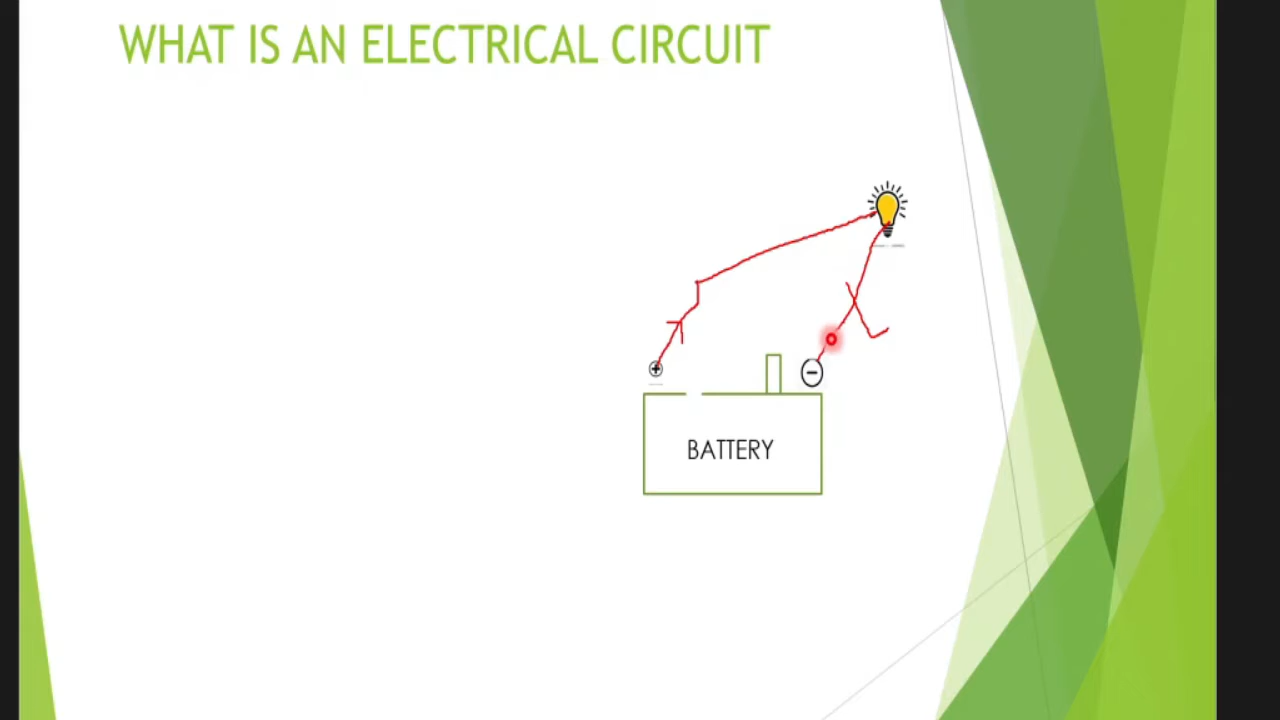 WHAT IS AN ELECTRICAL CIRCUIT
+
−
BATTERY